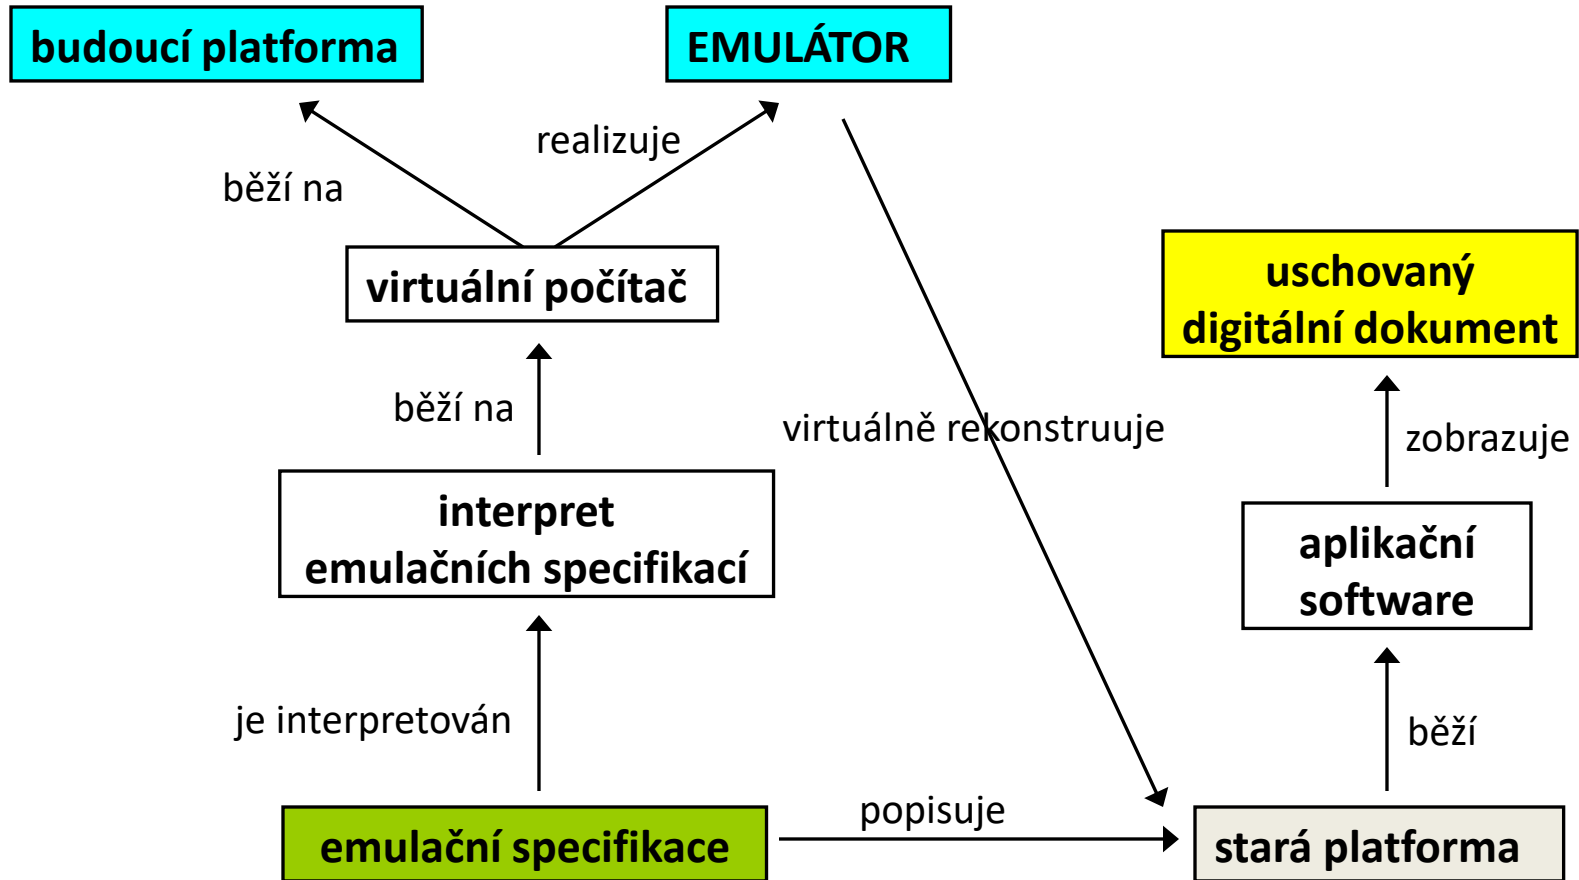 budoucí platforma
EMULÁTOR
realizuje
běží na
virtuální počítač
uschovaný
digitální dokument
běží na
virtuálně rekonstruuje
zobrazuje
interpret
emulačních specifikací
aplikační
software
je interpretován
běží
popisuje
emulační specifikace
stará platforma